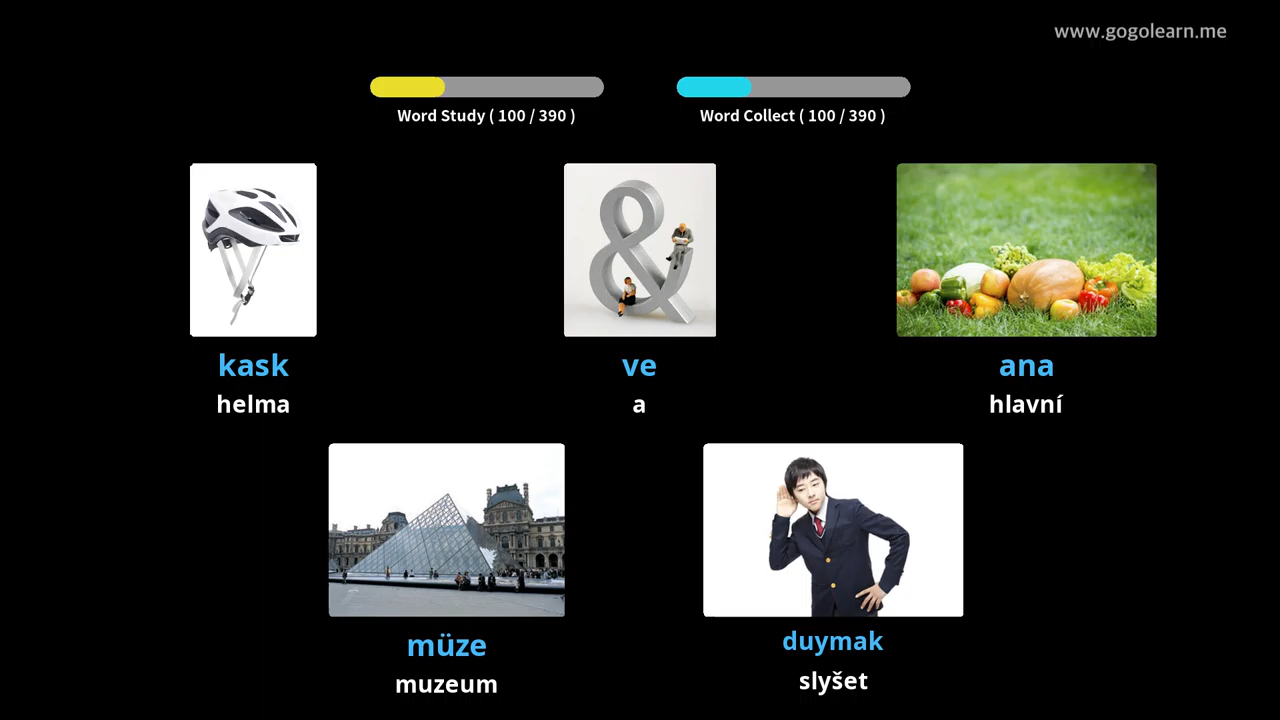 www.gogolearn.me
Word Study ( 100 / 390 )
Word Collect ( 100 / 390 )
kask
helma
ve
a
ana
hlavní
müze
muzeum
duymak
slyšet